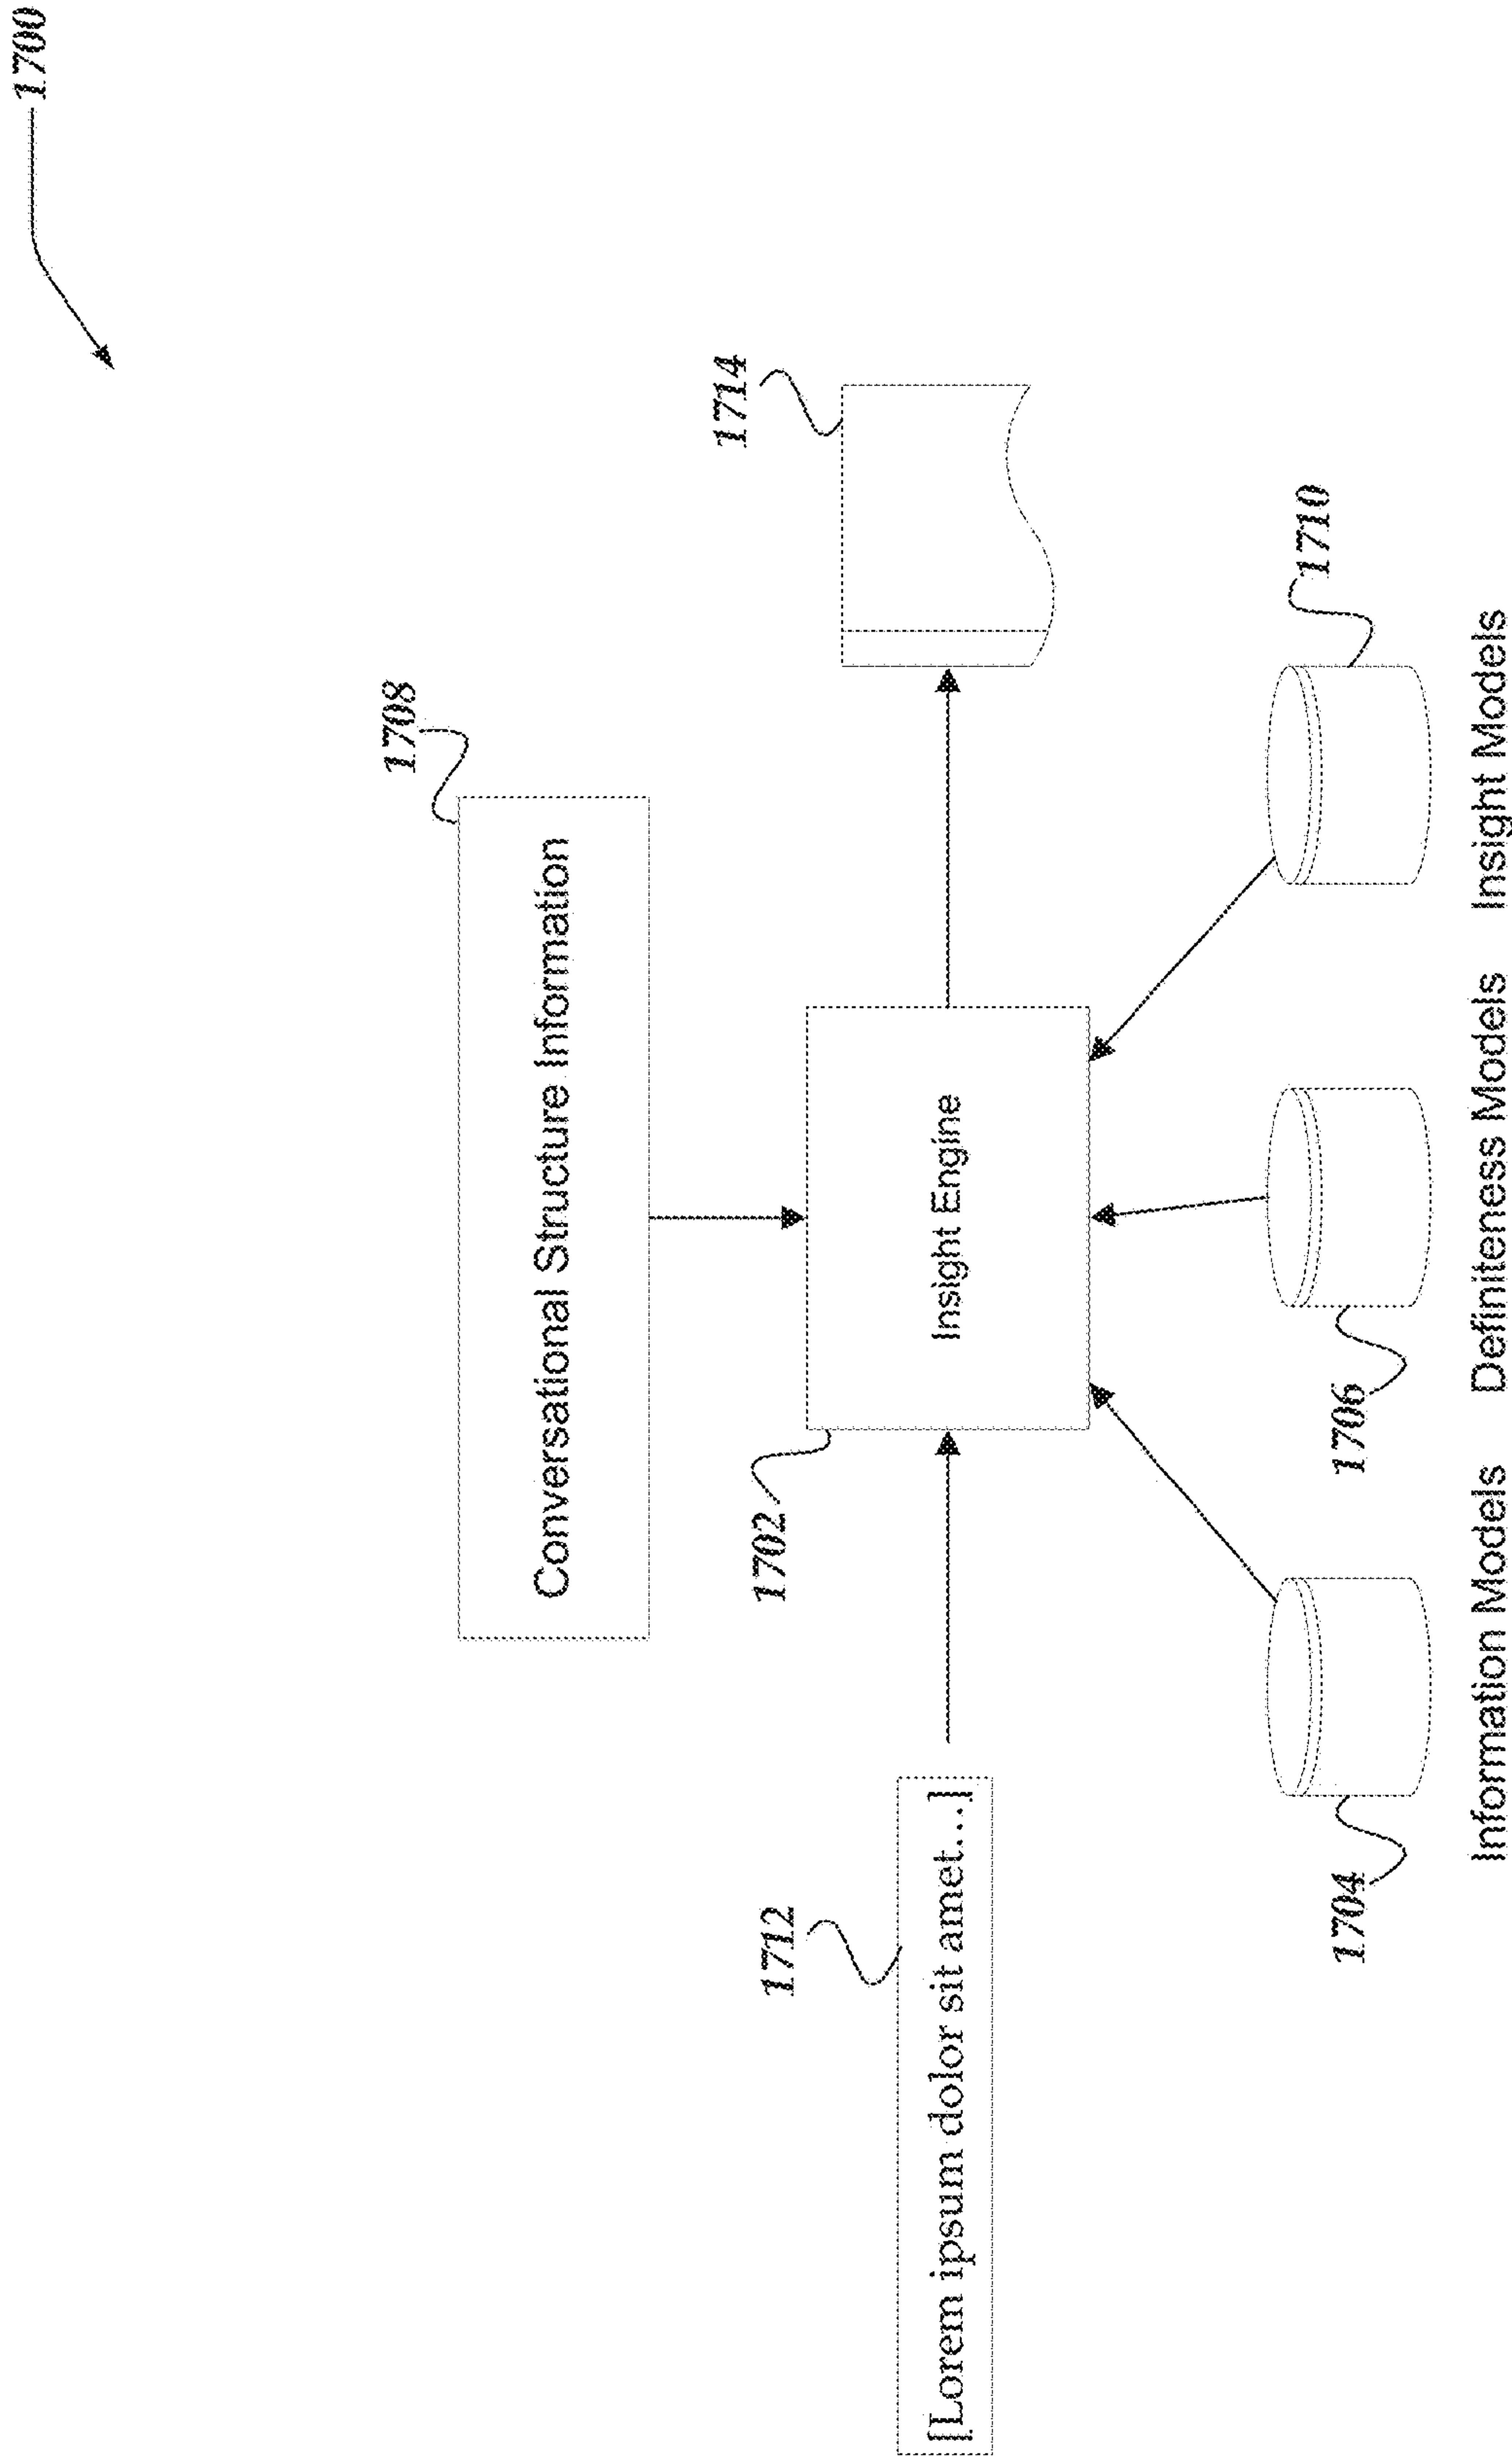 1700
1708
Conversational Structure Information
1714
1702
Insight Engine
1712
[Lorem ipsum dolor sit amet...]
1710
1706
1704
Information Models
Definiteness Models
Insight Models